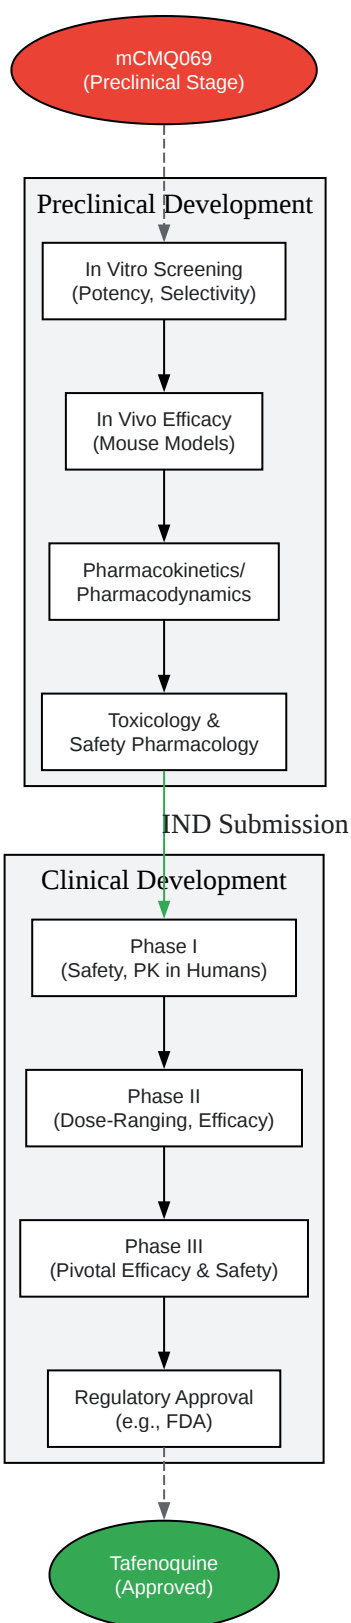 mCMQ069
(Preclinical Stage)
Preclinical Development
In Vitro Screening
(Potency, Selectivity)
In Vivo Efficacy
(Mouse Models)
Pharmacokinetics/
Pharmacodynamics
Toxicology &
Safety Pharmacology
IND Submission
Clinical Development
Phase I
(Safety, PK in Humans)
Phase II
(Dose-Ranging, Efficacy)
Phase III
(Pivotal Efficacy & Safety)
Regulatory Approval
(e.g., FDA)
Tafenoquine
(Approved)